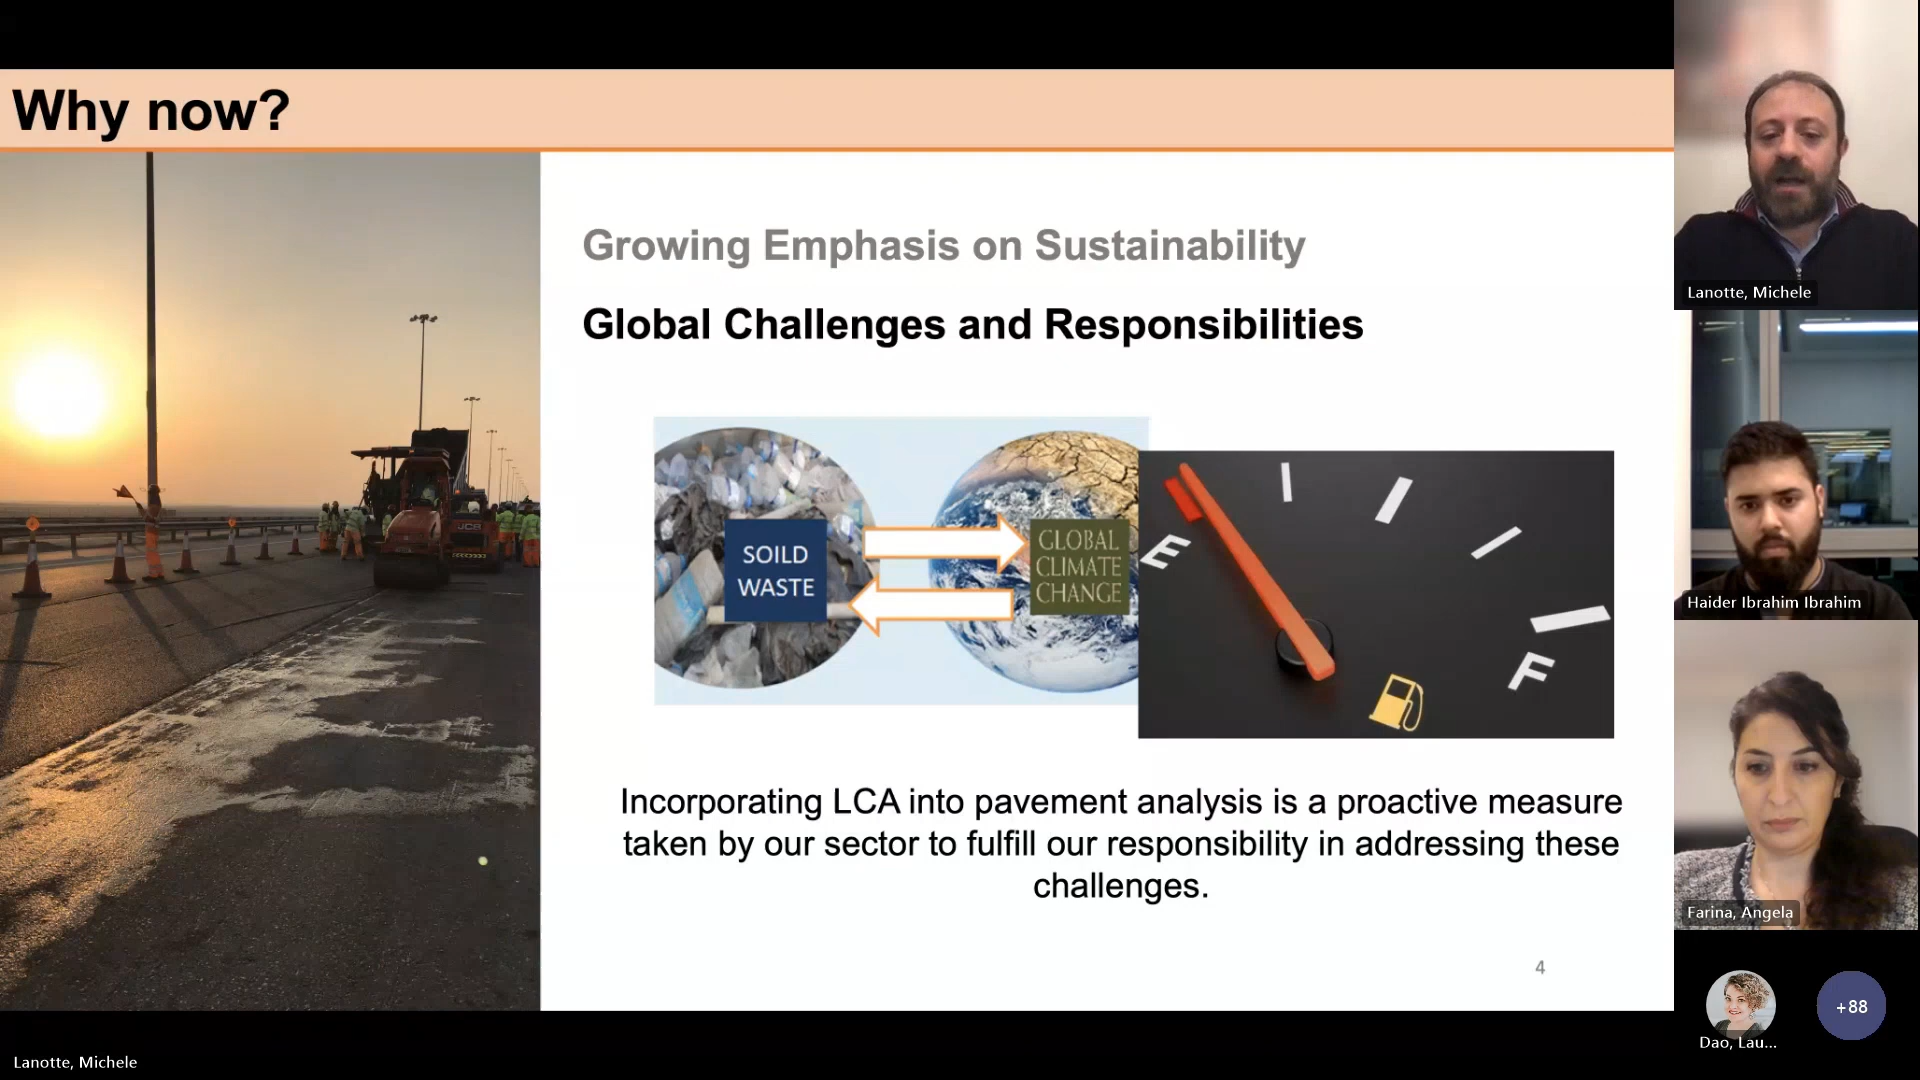 Why now?
Growing Emphasis on Sustainability
Global Challenges and Responsibilities
SOILD
WASTE
GLOBAL
CLIMATE
CHANGE
E
F
JCB
Incorporating LCA into pavement analysis is a proactive measure
taken by our sector to fulfill our responsibility in addressing these
challenges.
4
Lanotte, Michele
Haider Ibrahim Ibrahim
Farina, Angela
Dao, Lau...
+88
Lanotte, Michele